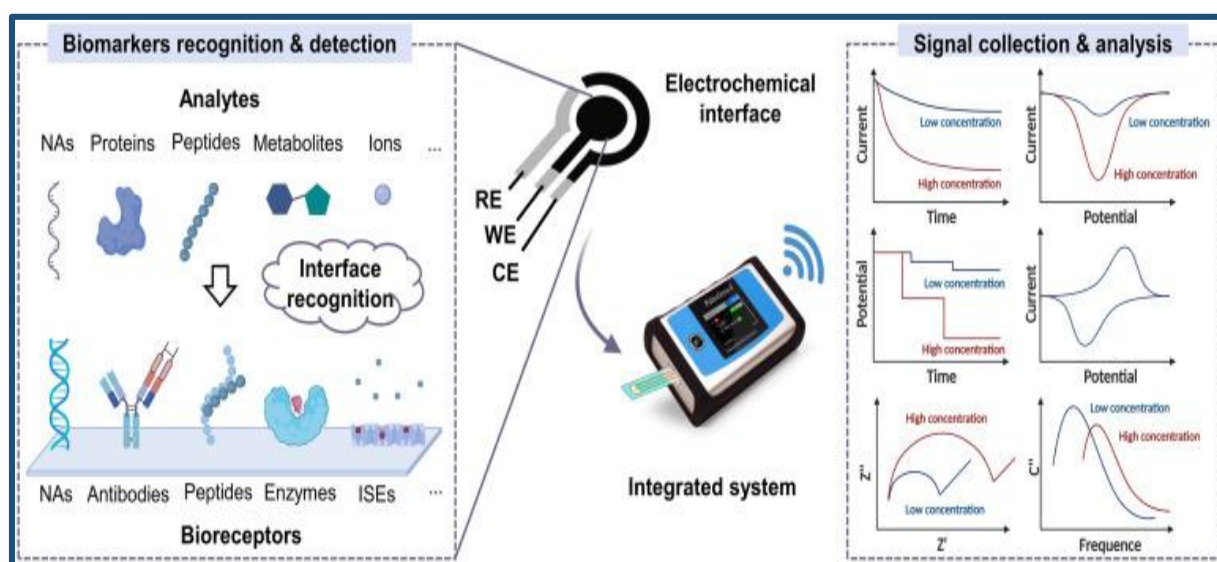 Biomarkers recognition & detection
Analytes
NAs Proteins Peptides Metabolites Ions ...
Interface
recognition
NAs Antibodies Peptides Enzymes ISEs ...
Bioreceptors
Electrochemical
interface
RE
WE
CE
Integrated system
Signal collection & analysis
Current
Low concentration
High concentration
Time
Current
Low concentration
High concentration
Potential
Potential
Low concentration
High concentration
Time
Current
Potential
Z''
High concentration
Low concentration
Z'
C''
Low concentration
High concentration
Frequence